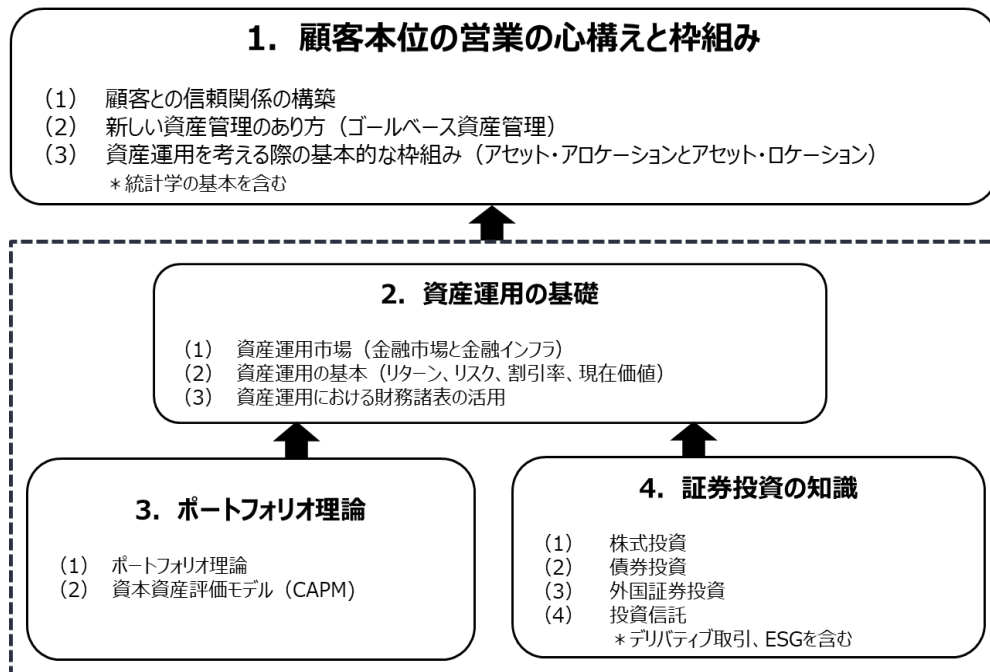 1. 顧客本位の営業の心構えと枠組み
(1) 顧客との信頼関係の構築
(2) 新しい資産管理のあり方（ゴールベース資産管理）
(3) 資産運用を考える際の基本的な枠組み（アセット・アロケーションとアセット・ロケーション）
＊統計学の基本を含む
2. 資産運用の基礎
(1) 資産運用市場（金融市場と金融インフラ）
(2) 資産運用の基本（リターン、リスク、割引率、現在価値）
(3) 資産運用における財務諸表の活用
3. ポートフォリオ理論
(1) ポートフォリオ理論
(2) 資本資産評価モデル（CAPM)
4. 証券投資の知識
(1) 株式投資
(2) 債券投資
(3) 外国証券投資
(4) 投資信託
＊デリバティブ取引、ESGを含む